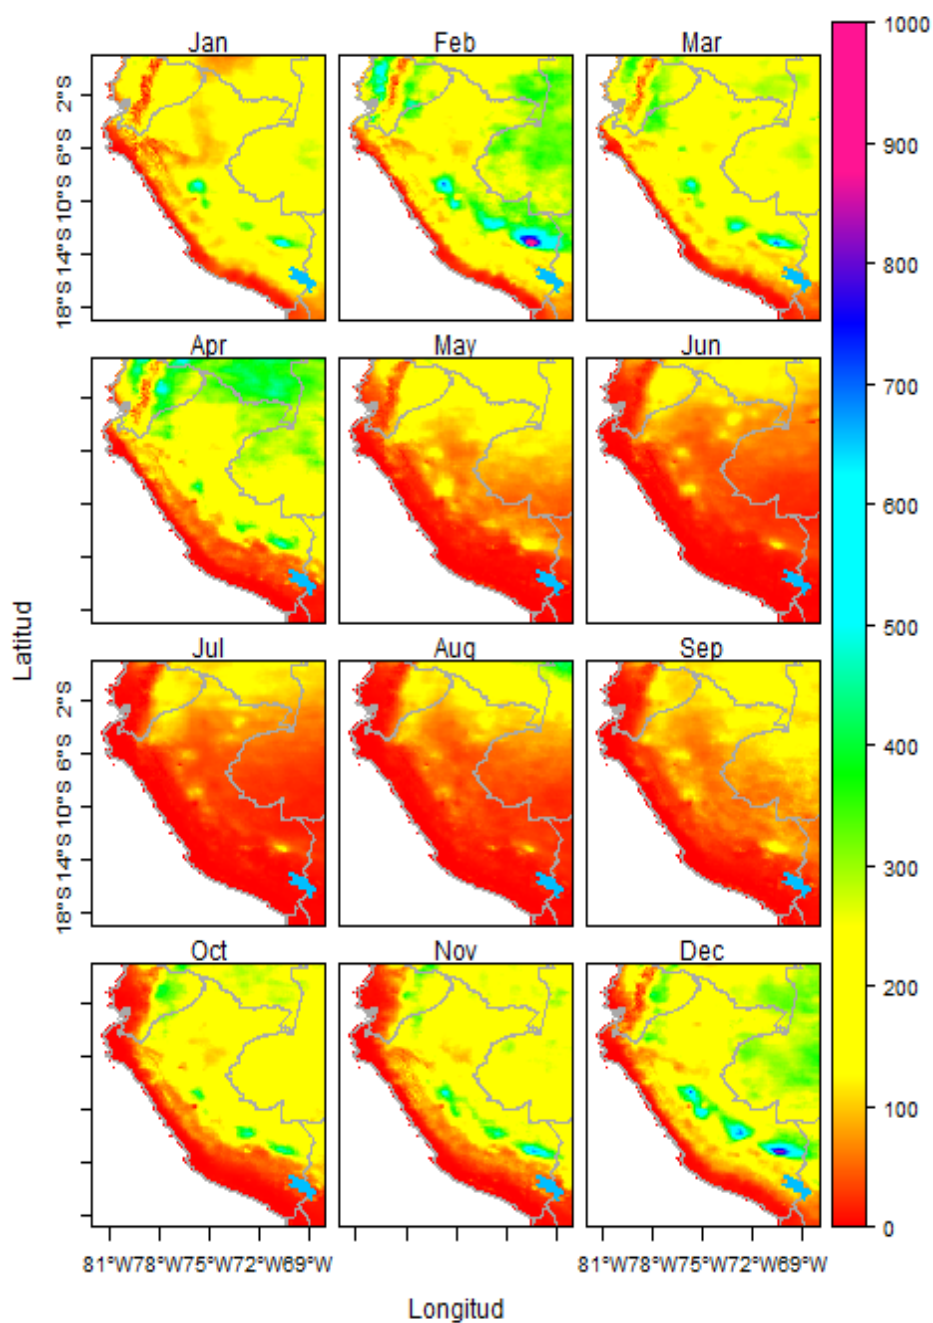 Jan Feb Mar
2°S
6°S
10°S
14°S
18°S
Apr May Jun
Jul Aug Sep
2°S
6°S
10°S
14°S
18°S
Oct Nov Dec
81°W78°W75°W72°W69°W 81°W78°W75°W72°W69°W
Latitud
Longitud
1000
900
800
700
600
500
400
300
200
100
0